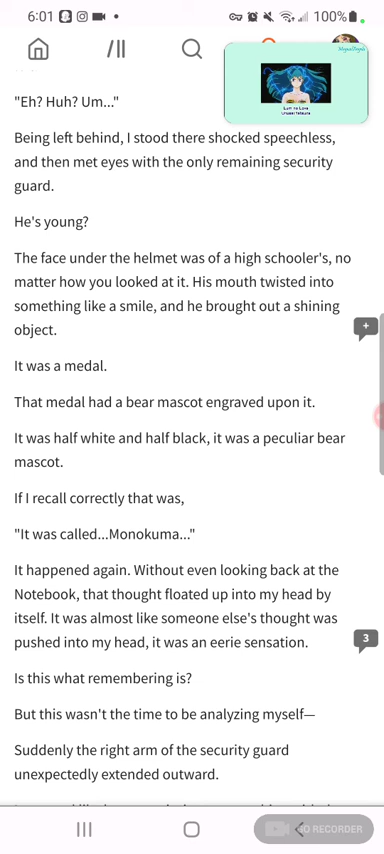 6:01
100%
"Eh? Huh? Um..."
Being left behind, I stood there shocked speechless,
and then met eyes with the only remaining security
guard.
He's young?
The face under the helmet was of a high schooler's, no
matter how you looked at it. His mouth twisted into
something like a smile, and he brought out a shining
object.
+
It was a medal.
That medal had a bear mascot engraved upon it.
It was half white and half black, it was a peculiar bear
mascot.
If I recall correctly that was,
"It was called...Monokuma..."
It happened again. Without even looking back at the
Notebook, that thought floated up into my head by
itself. It was almost like someone else's thought was
pushed into my head, it was an eerie sensation.
3
Is this what remembering is?
But this wasn't the time to be analyzing myself—
Suddenly the right arm of the security guard
unexpectedly extended outward.
GO RECORDER